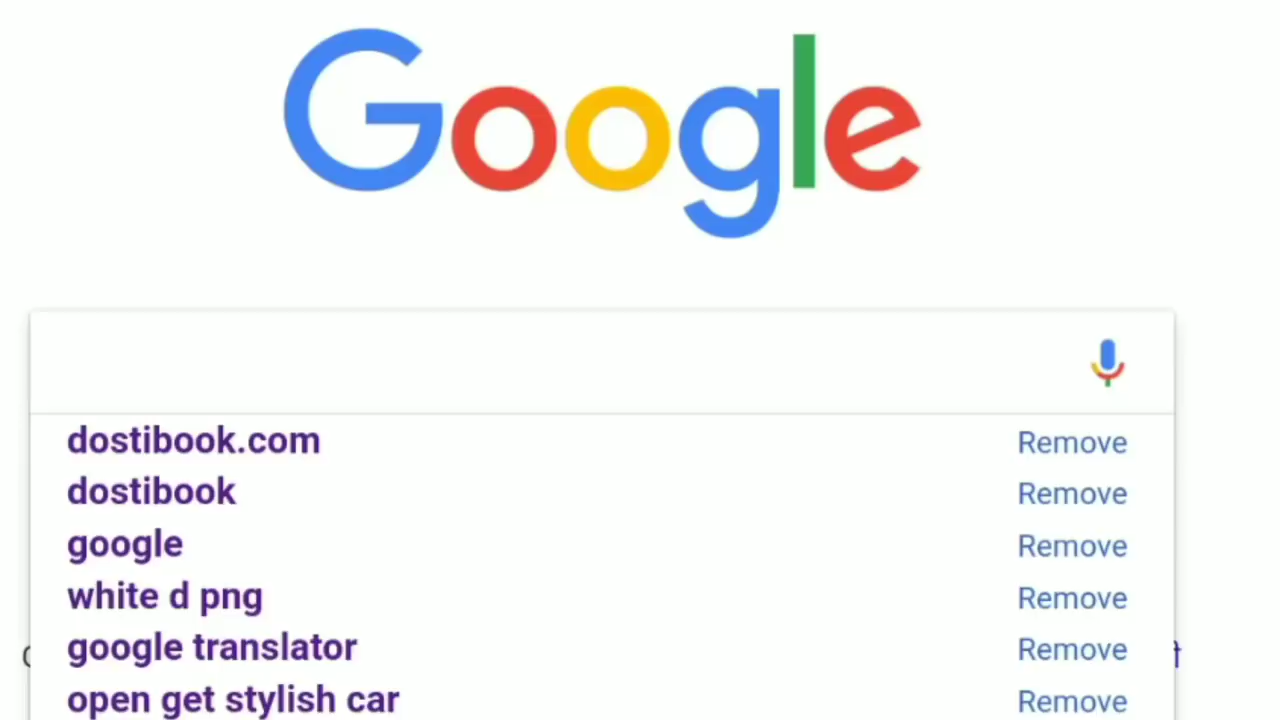 Google
dostibook.com Remove
dostibook Remove
google Remove
white d png Remove
google translator Remove
open get stylish car Remove